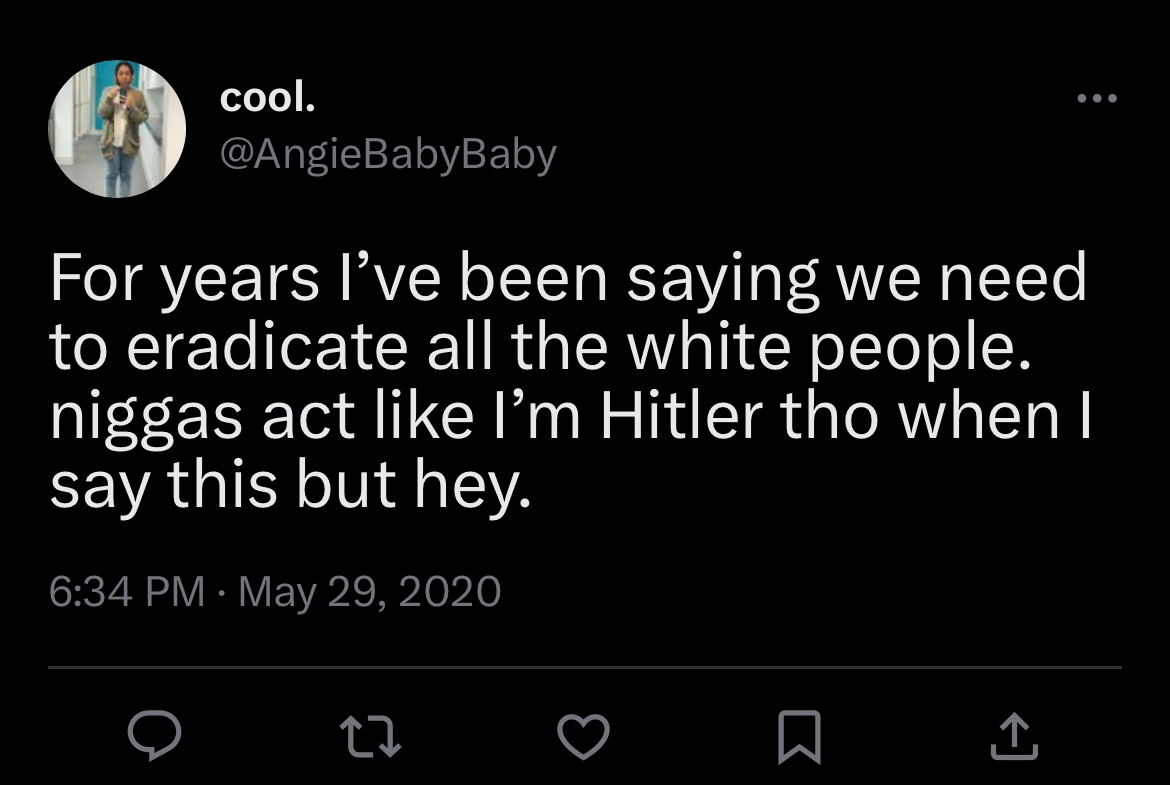 cool.
@AngieBabyBaby
For years I’ve been saying we need
to eradicate all the white people.
niggas act like I’m Hitler tho when I
say this but hey.
6:34 PM · May 29, 2020